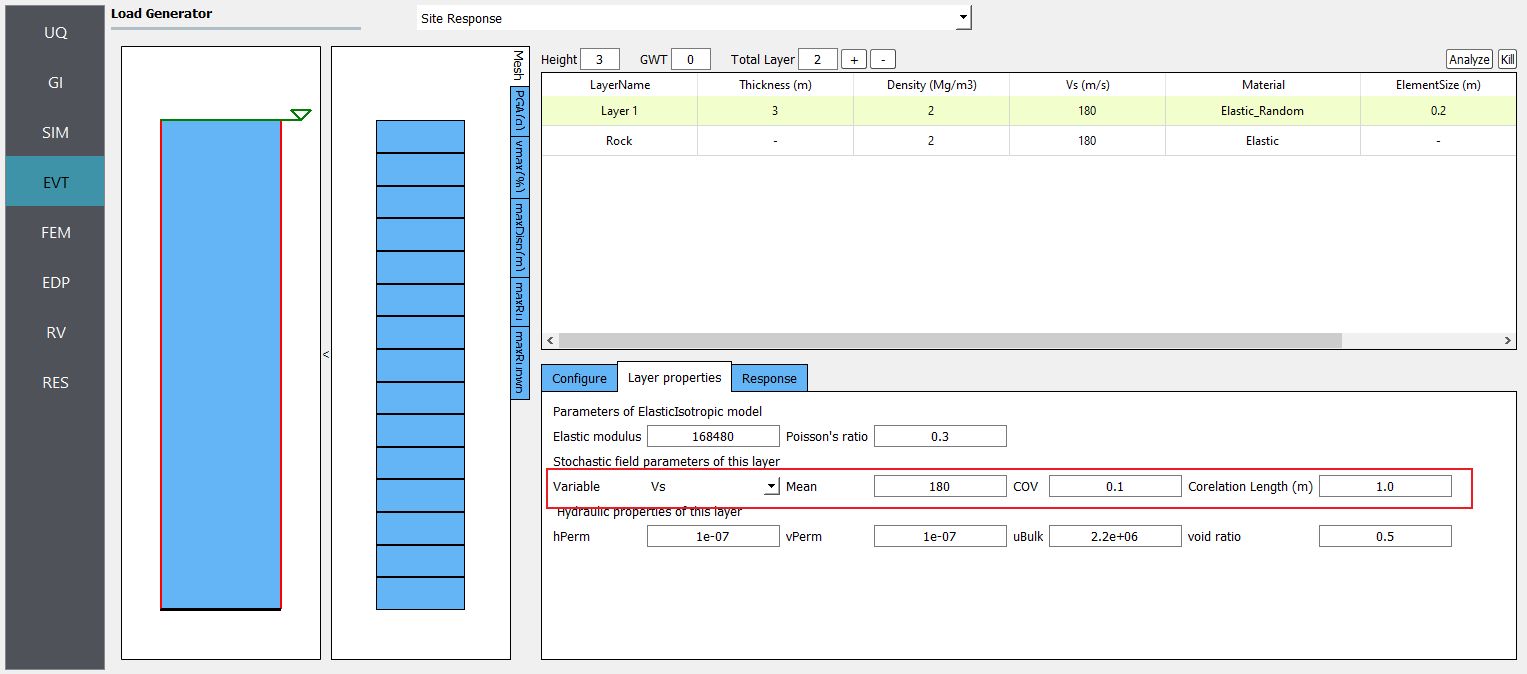 UQ
GI
SIM
EVT
FEM
EDP
RV
RES
Load Generator
Site Response
<
Mesh
PGA(g)
γmax(%)
maxDisp(m)
maxRu
maxRupwp
Height 3 GWT 0 Total Layer 2 + - Analyze Kill
LayerName Thickness (m) Density (Mg/m3) Vs (m/s) Material ElementSize (m)
Layer 1 3 2 180 Elastic_Random 0.2
Rock - 2 180 Elastic -
Configure Layer properties Response
Parameters of ElasticIsotropic model
Elastic modulus 168480 Poisson's ratio 0.3
Stochastic field parameters of this layer
Variable Vs Mean 180 COV 0.1 Corelation Length (m) 1.0
Hydraulic properties of this layer
hPerm 1e-07 vPerm 1e-07 uBulk 2.2e+06 void ratio 0.5